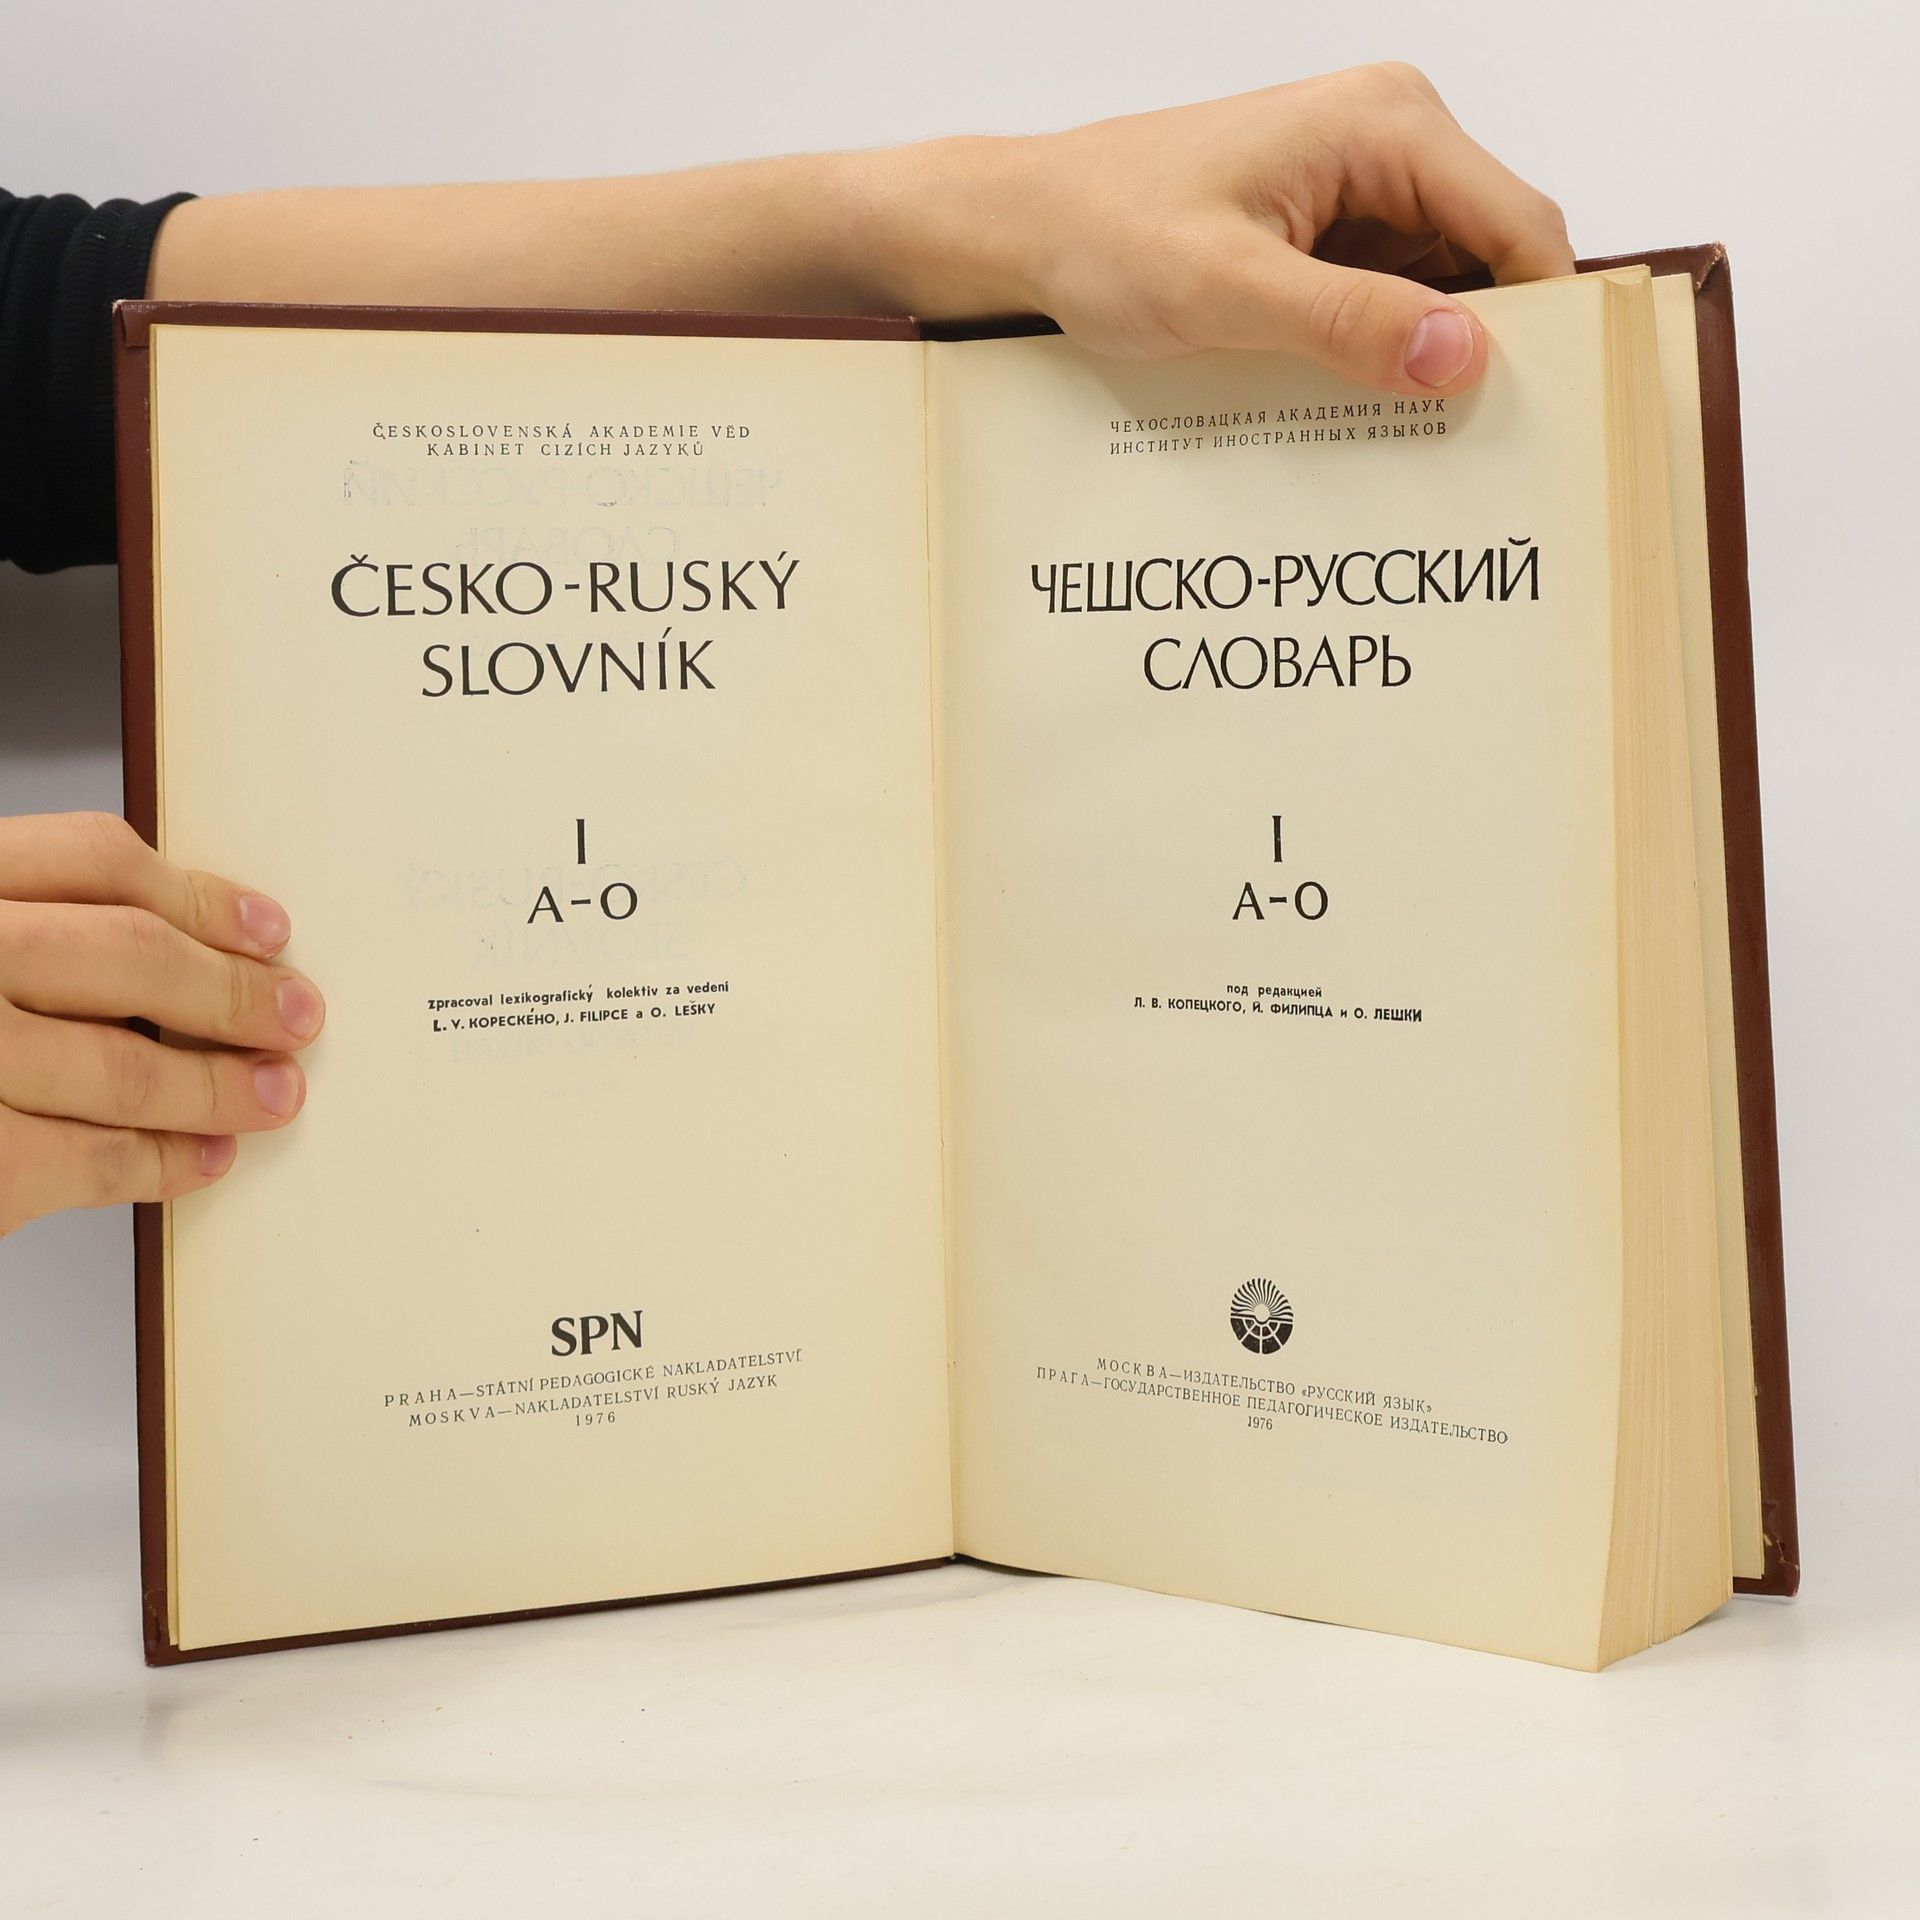 ČESKOSLOVENSKÁ AKADEMIE VĚD
KABINET CIZÍCH JAZYKŮ
ČESKO-RUSKÝ
SLOVNÍK
I
A-O
zpracoval lexikografický kolektiv za vedení
L. V. KOPECKÉHO, J. FILIPCE a O. LEŠKY
SPN
PRAHA—STÁTNÍ PEDAGOGICKÉ NAKLADATELSTVÍ
MOSKVA—NAKLADATELSTVÍ RUSKÝ JAZYK
1976
ЧЕХОСЛОВАЦКАЯ АКАДЕМИЯ НАУК
ИНСТИТУТ ИНОСТРАННЫХ ЯЗЫКОВ
ЧЕШСКО-РУССКИЙ
СЛОВАРЬ
I
А-О
под редакцией
Л. В. КОПЕЦКОГО, Й. ФИЛИПЦА и О. ЛЕШКИ
МОСКВА—ИЗДАТЕЛЬСТВО «РУССКИЙ ЯЗЫК»
ПРАГА—ГОСУДАРСТВЕННОЕ ПЕДАГОГИЧЕСКОЕ ИЗДАТЕЛЬСТВО
1976